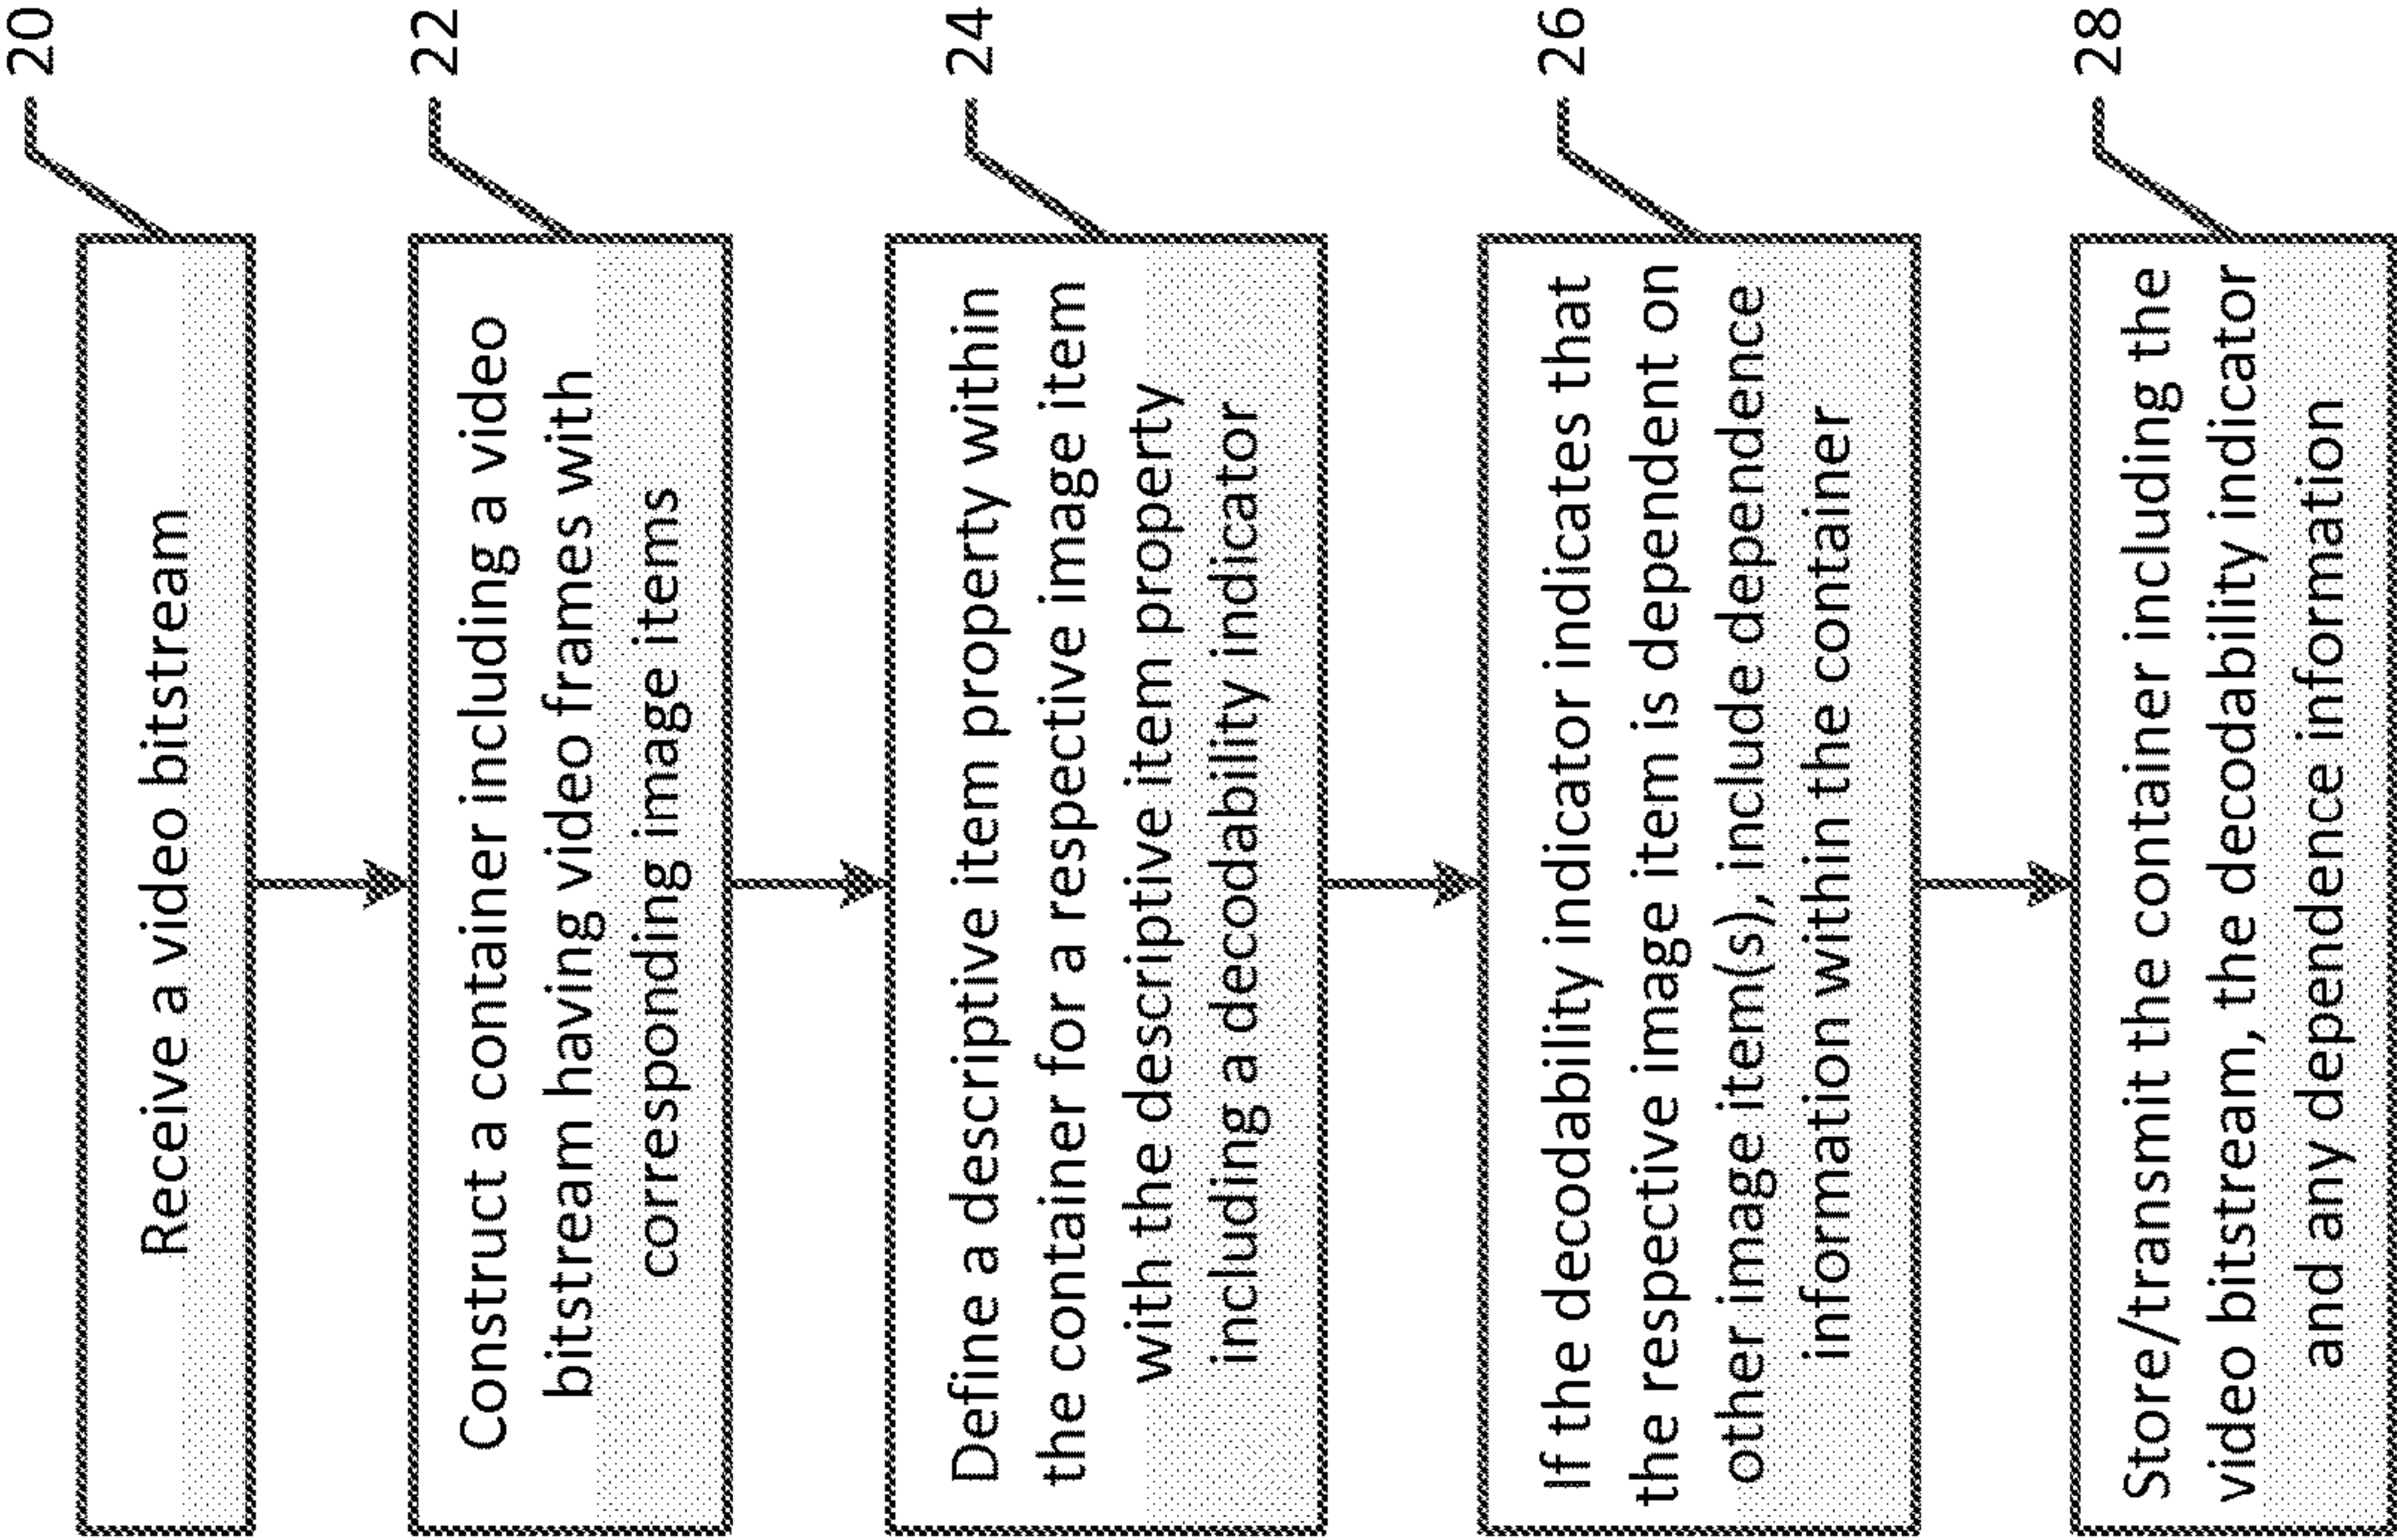 Receive a video bitstream
20
Construct a container including a video
bitstream having video frames with
corresponding image items
22
Define a descriptive item property within
the container for a respective image item
with the descriptive item property
including a decodability indicator
24
If the decodability indicator indicates that
the respective image item is dependent on
other image item(s), include dependence
information within the container
26
Store/transmit the container including the
video bitstream, the decodability indicator
and any dependence information
28